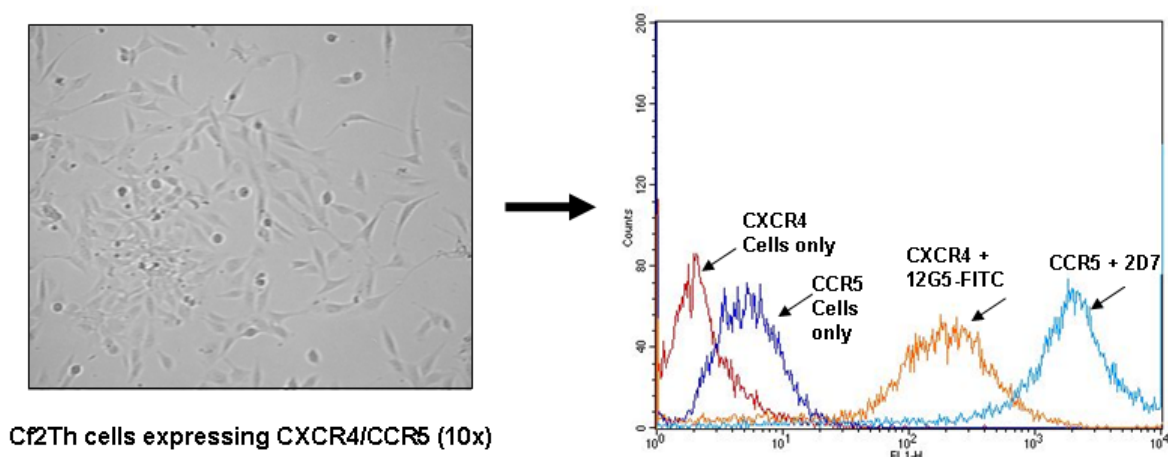 Cf2Th cells expressing CXCR4/CCR5 (10x)
200
160
120
80
40
0
Counts
CXCR4
Cells only
CCR5
Cells
only
CXCR4 +
12G5-FITC
CCR5 + 2D7
10⁰
10¹
10²
10³
10⁴
FL1-H